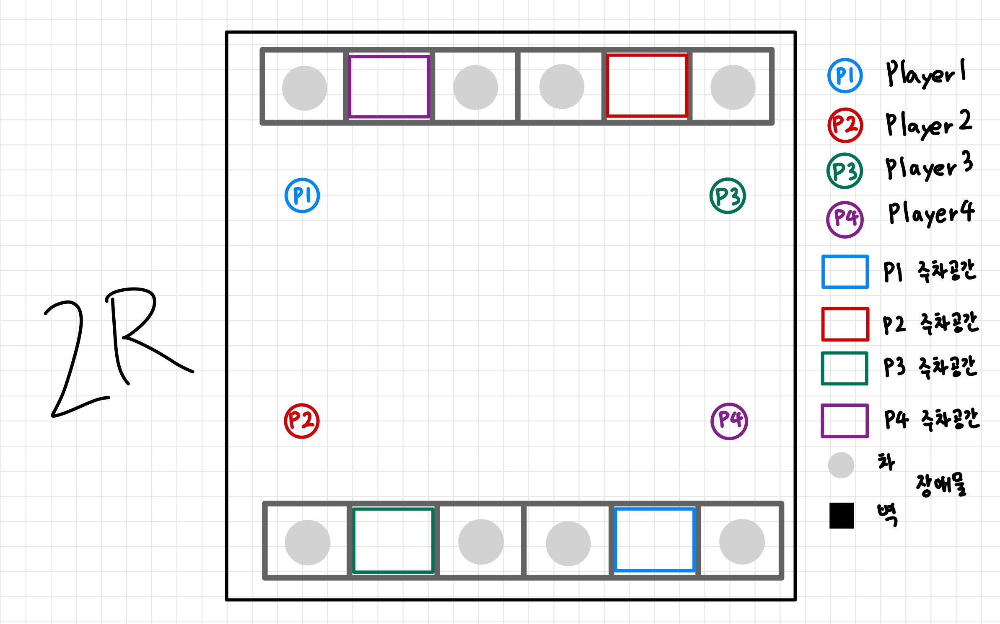 2R
P1
P3
P2
P4
P1 Player1
P2 Player2
P3 Player3
P4 Player4
P1 주차공간
P2 주차공간
P3 주차공간
P4 주차공간
차
장애물
벽